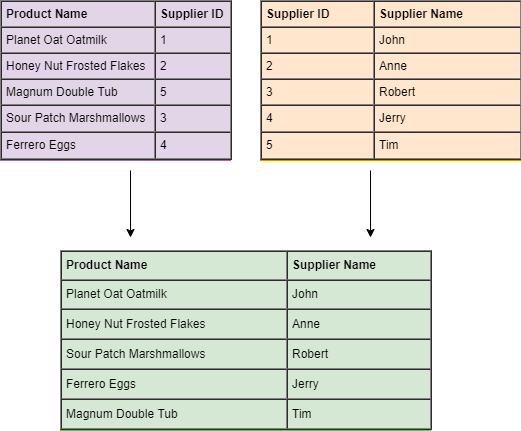 Product Name Supplier ID
Planet Oat Oatmilk 1
Honey Nut Frosted Flakes 2
Magnum Double Tub 5
Sour Patch Marshmallows 3
Ferrero Eggs 4
Supplier ID Supplier Name
1 John
2 Anne
3 Robert
4 Jerry
5 Tim
Product Name Supplier Name
Planet Oat Oatmilk John
Honey Nut Frosted Flakes Anne
Sour Patch Marshmallows Robert
Ferrero Eggs Jerry
Magnum Double Tub Tim